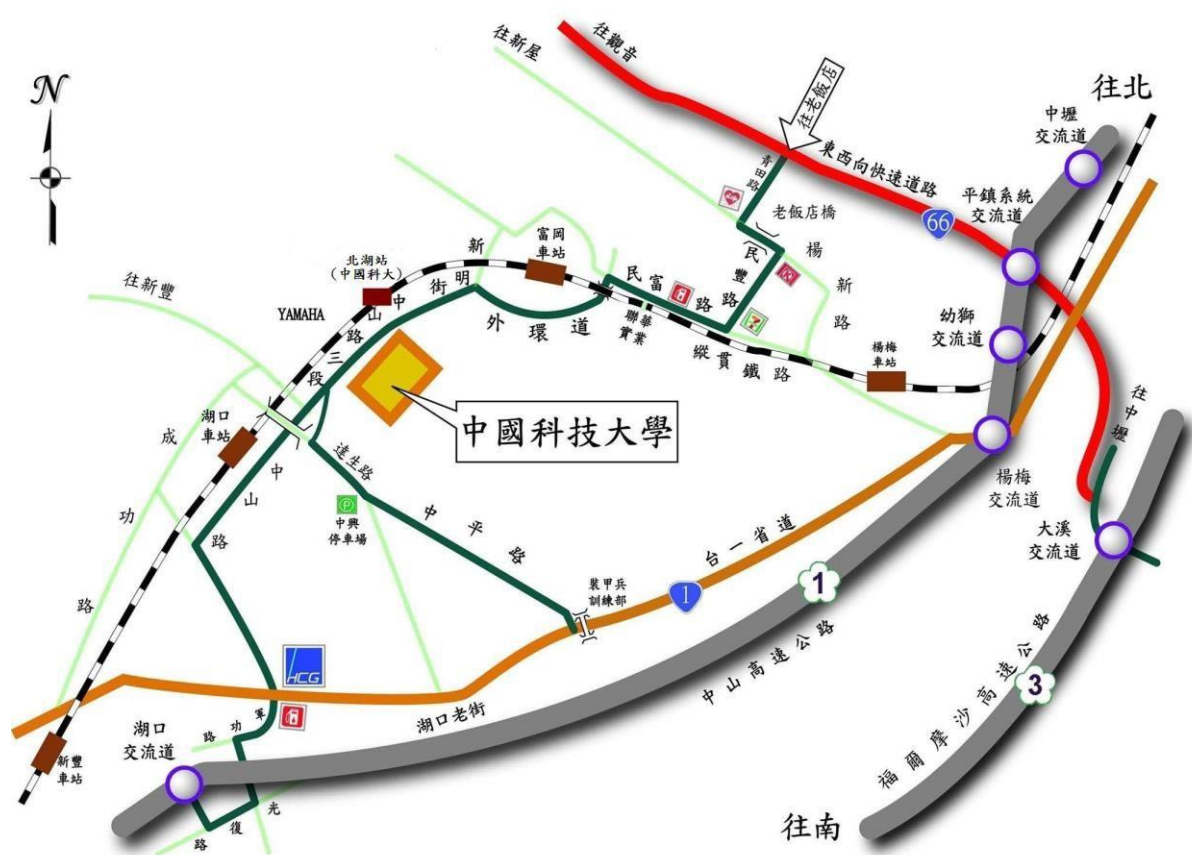 N
往新屋
往觀音
往老飯店
往北
中壢
交流道
東西向快速道路
平鎮系統
交流道
青田路
老飯店橋
66
楊新路
民豐路
富岡
車站
新明街
北湖站
(中國科大)
往新豐
YAMAHA
中山路三段
外環道
民富路
聯華
實業
縱貫鐵路
楊梅
車站
幼獅
交流道
往中壢
中國科技大學
湖口
車站
成功路
中山路
達生路
P
中興
停車場
中平路
楊梅
交流道
大溪
交流道
裝甲兵
訓練部
台一省道
1
1
中山高速公路
福爾摩沙高速公路
3
HCG
湖口老街
軍功路
湖口
交流道
新豐
車站
光復路
往南
7